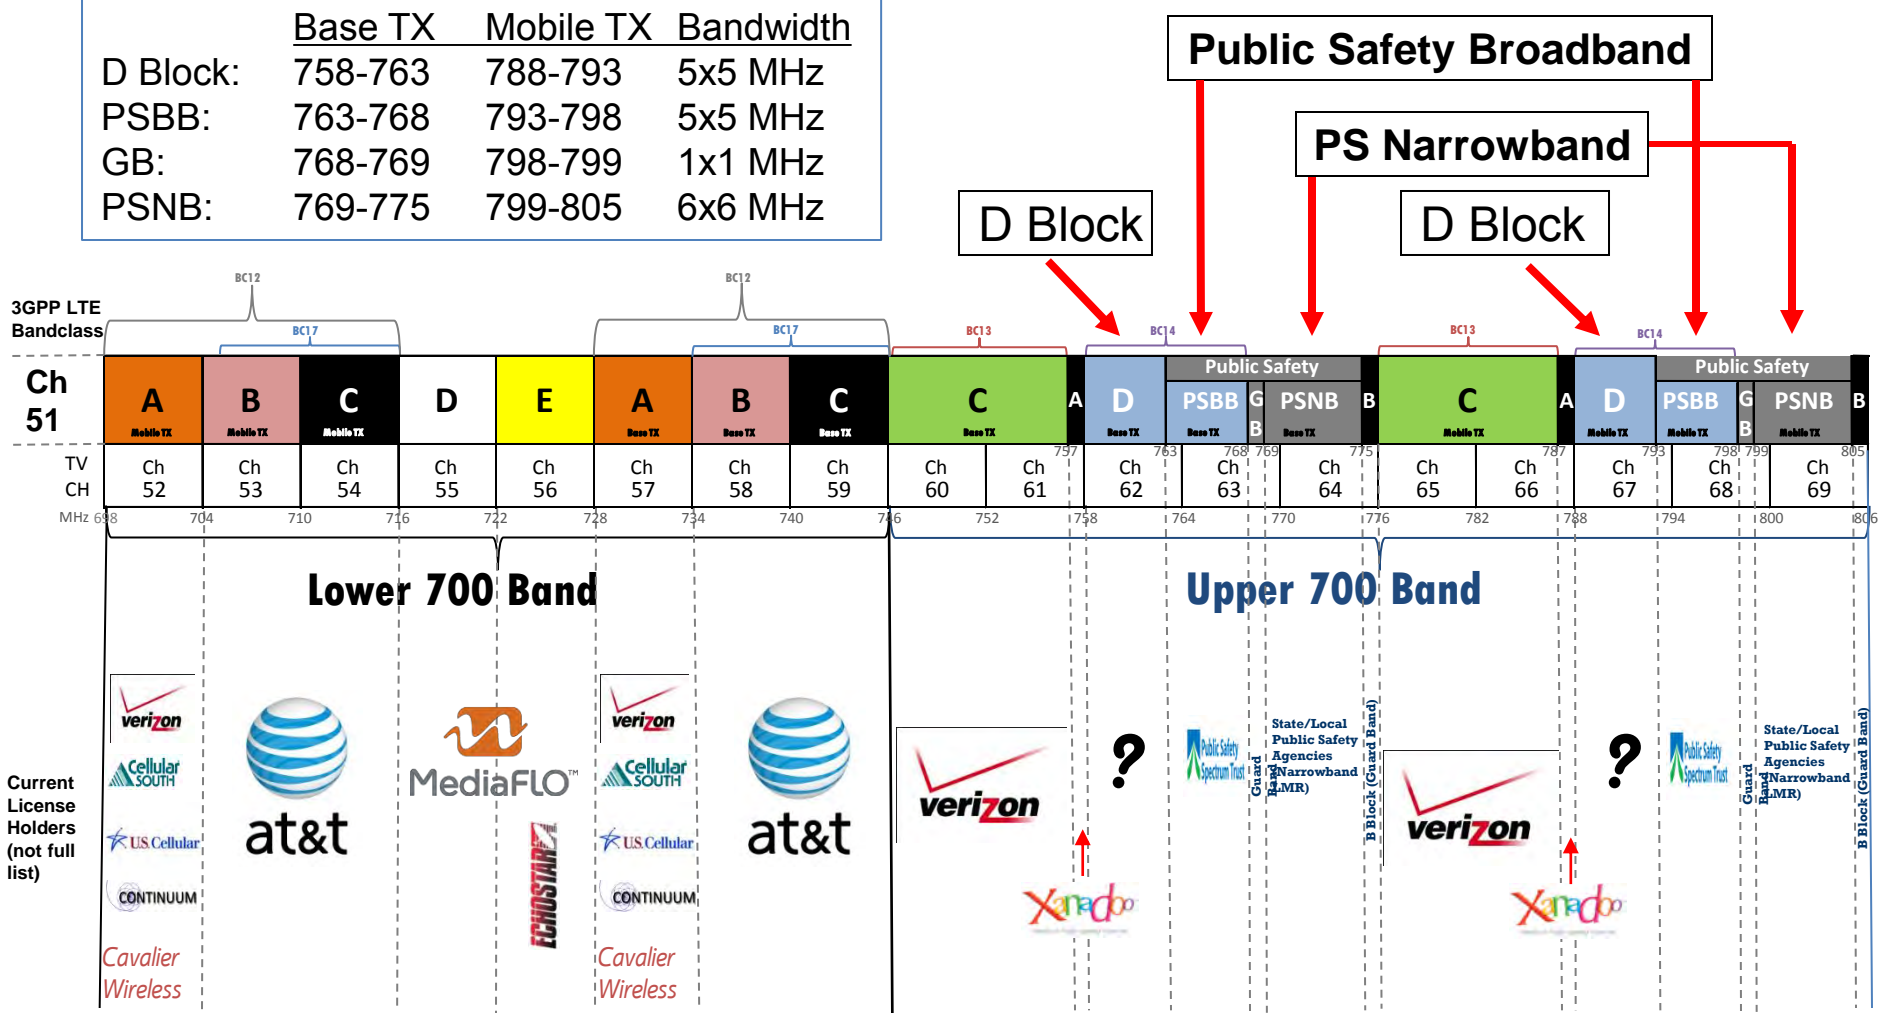 Base TX Mobile TX Bandwidth
D Block: 758-763 788-793 5x5 MHz
PSBB: 763-768 793-798 5x5 MHz
GB: 768-769 798-799 1x1 MHz
PSNB: 769-775 799-805 6x6 MHz
Public Safety Broadband
PS Narrowband
D Block
D Block
3GPP LTE
Bandclass
BC12
BC17
BC12
BC17
BC13
BC14
BC13
BC14
Ch
51
A
Mobile TX
B
Mobile TX
C
Mobile TX
D
E
A
Base TX
B
Base TX
C
Base TX
C
Base TX
A
D
Base TX
Public Safety
PSBB
Base TX
G
B
PSNB
Base TX
B
C
Mobile TX
A
D
Mobile TX
Public Safety
PSBB
Mobile TX
G
B
PSNB
Mobile TX
B
757 763 768 769 775 787 793 798 799 805
TV
CH
Ch
52
Ch
53
Ch
54
Ch
55
Ch
56
Ch
57
Ch
58
Ch
59
Ch
60
Ch
61
Ch
62
Ch
63
Ch
64
Ch
65
Ch
66
Ch
67
Ch
68
Ch
69
MHz 698 704 710 716 722 728 734 740 746 752 758 764 770 776 782 788 794 800 806
Lower 700 Band
Upper 700 Band
Current
License
Holders
(not full
list)
verizon
Cellular
SOUTH
U.S. Cellular
CONTINUUM
Cavalier
Wireless
at&t
MediaFLO™
ECHOSTAR
verizon
Cellular
SOUTH
U.S. Cellular
CONTINUUM
Cavalier
Wireless
at&t
verizon
Xanadoo
?
Public Safety
Spectrum Trust
Guard
Band
State/Local
Public Safety
Agencies
(Narrowband
LMR)
B Block (Guard Band)
verizon
Xanadoo
?
Public Safety
Spectrum Trust
Guard
Band
State/Local
Public Safety
Agencies
(Narrowband
LMR)
B Block (Guard Band)